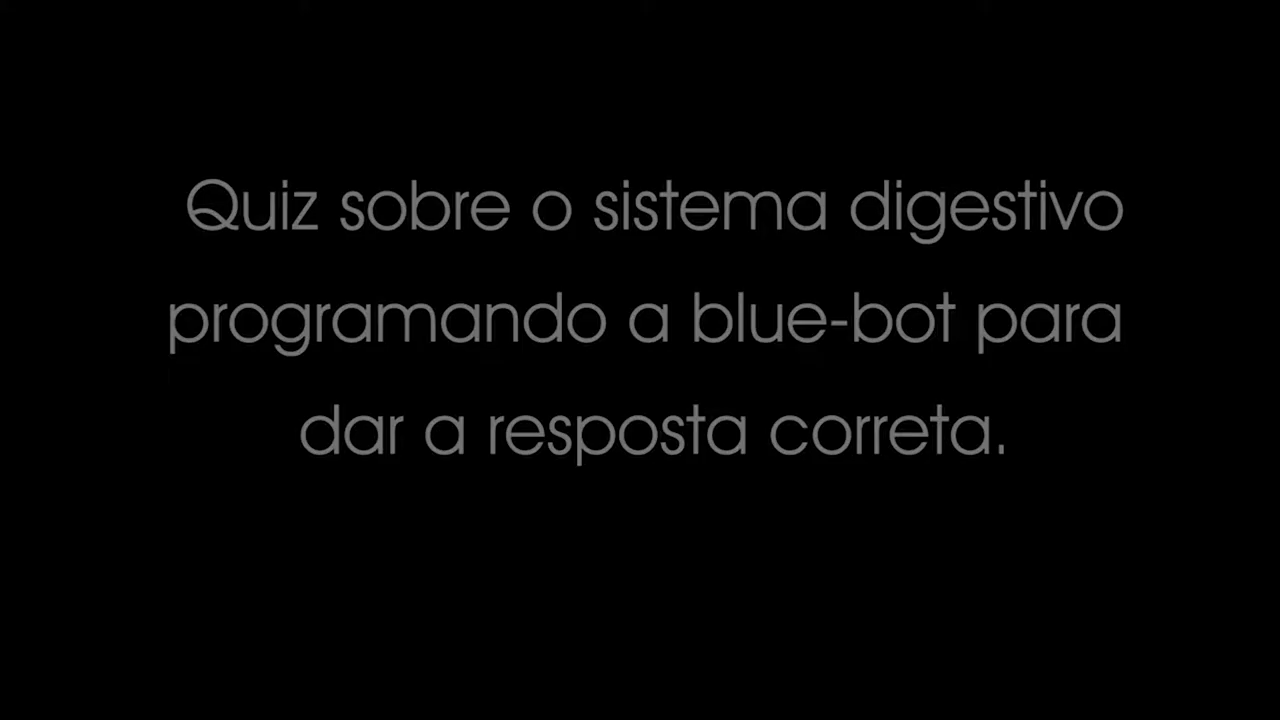 Quiz sobre o sistema digestivo
programando a blue-bot para
dar a resposta correta.